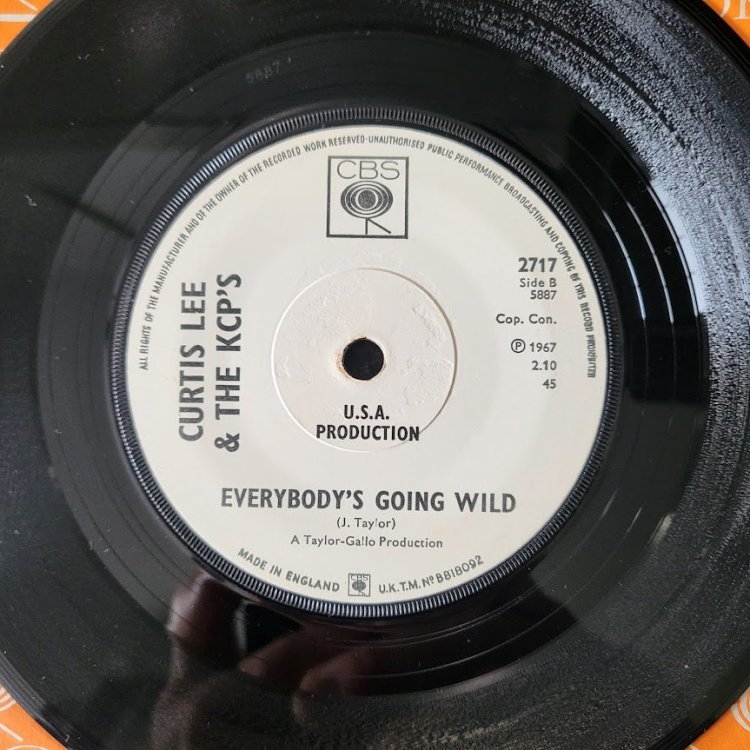 ALL RIGHTS OF THE MANUFACTURER AND OF THE OWNER OF THE RECORDED WORK RESERVED·UNAUTHORISED PUBLIC PERFORMANCE BROADCASTING AND COPYING OF THIS RECORD PROHIBITED
CBS
2717
Side B
5887
Cop. Con.
℗ 1967
2.10
45
CURTIS LEE
& THE KCP'S
U.S.A.
PRODUCTION
EVERYBODY'S GOING WILD
(J. Taylor)
A Taylor-Gallo Production
MADE IN ENGLAND
CBS
U.K.T.M. Nº B818092
5887